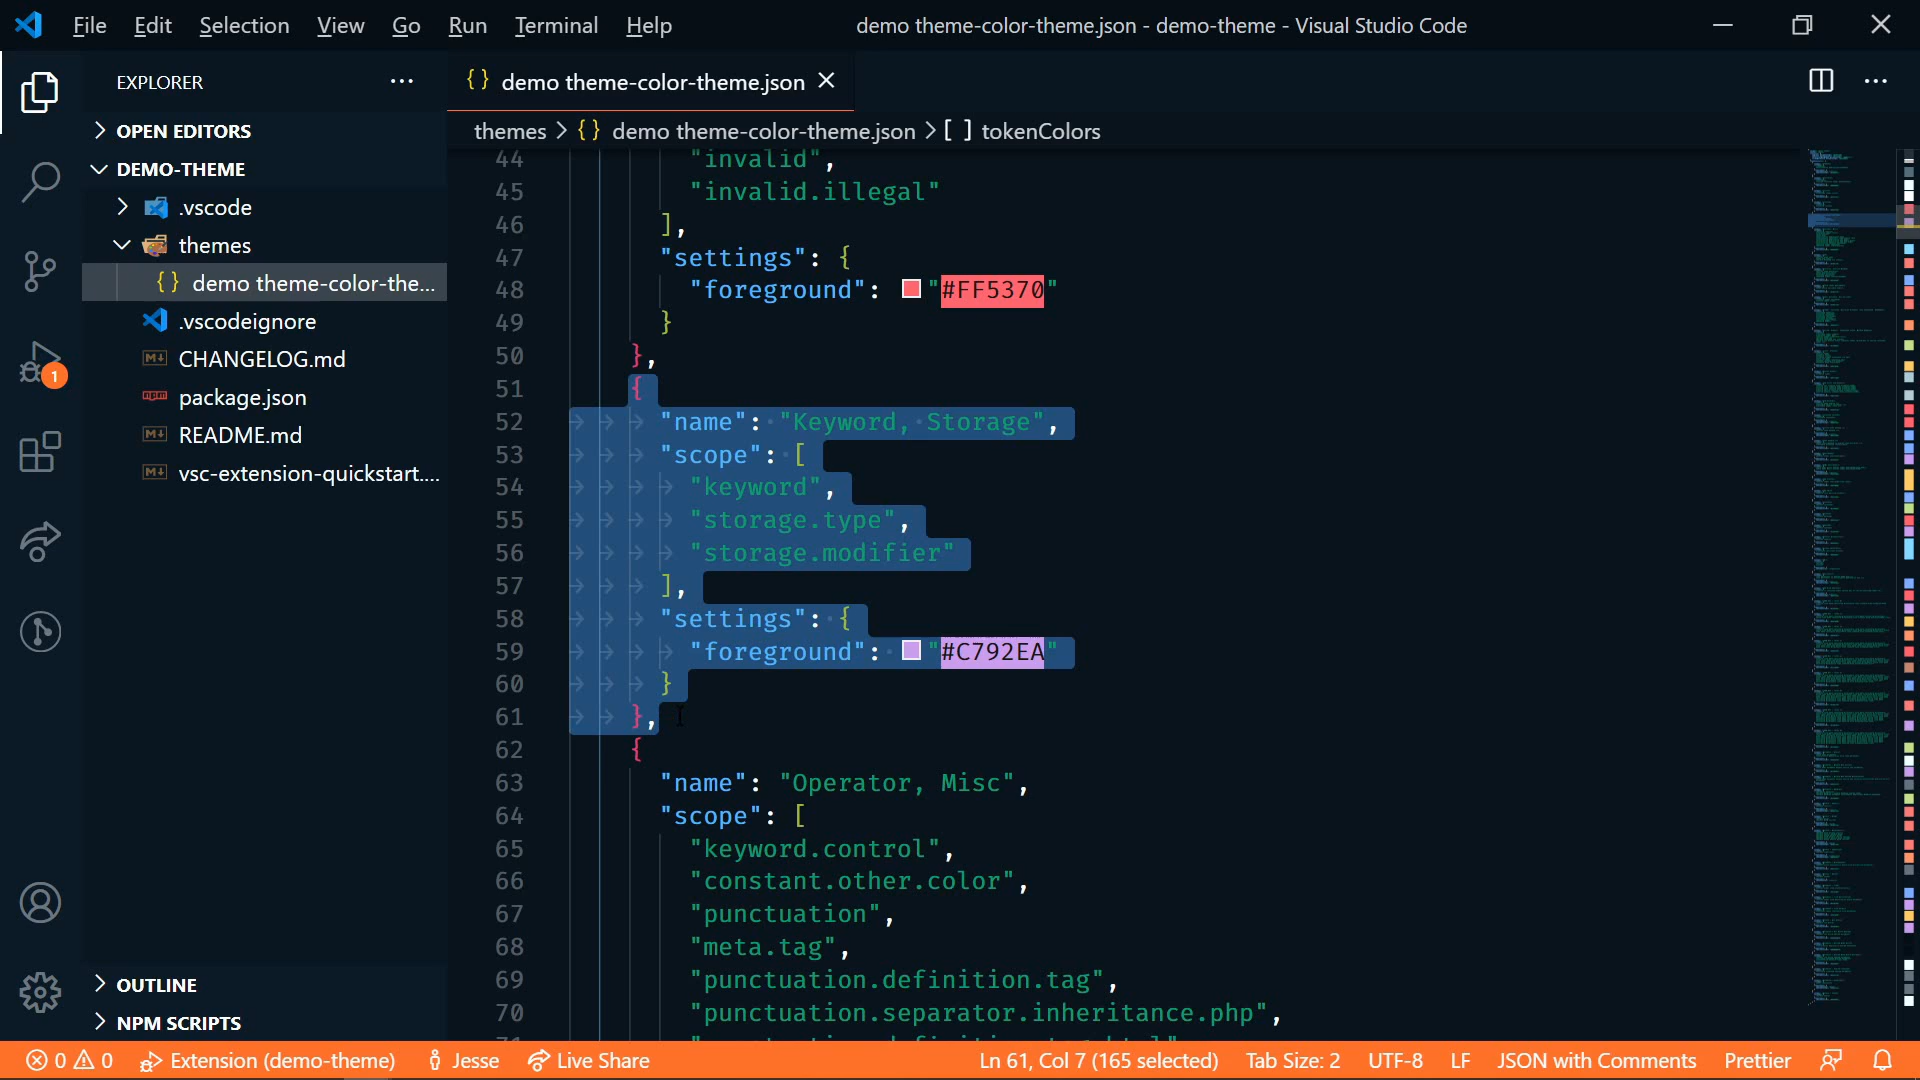 File Edit Selection View Go Run Terminal Help demo theme-color-theme.json - demo-theme - Visual Studio Code
EXPLORER
OPEN EDITORS
DEMO-THEME
.vscode
themes
{} demo theme-color-the...
.vscodeignore
CHANGELOG.md
package.json
README.md
vsc-extension-quickstart....
OUTLINE
NPM SCRIPTS
1
{} demo theme-color-theme.json
themes > {} demo theme-color-theme.json > [ ] tokenColors
44 "invalid",
45 "invalid.illegal"
46 ],
47 "settings": {
48 "foreground": "#FF5370"
49 }
50 },
51 {
52 "name": "Keyword, Storage",
53 "scope": [
54 "keyword",
55 "storage.type",
56 "storage.modifier"
57 ],
58 "settings": {
59 "foreground": "#C792EA"
60 }
61 },
62 {
63 "name": "Operator, Misc",
64 "scope": [
65 "keyword.control",
66 "constant.other.color",
67 "punctuation",
68 "meta.tag",
69 "punctuation.definition.tag",
70 "punctuation.separator.inheritance.php",
0 0 Extension (demo-theme) Jesse Live Share Ln 61, Col 7 (165 selected) Tab Size: 2 UTF-8 LF JSON with Comments Prettier